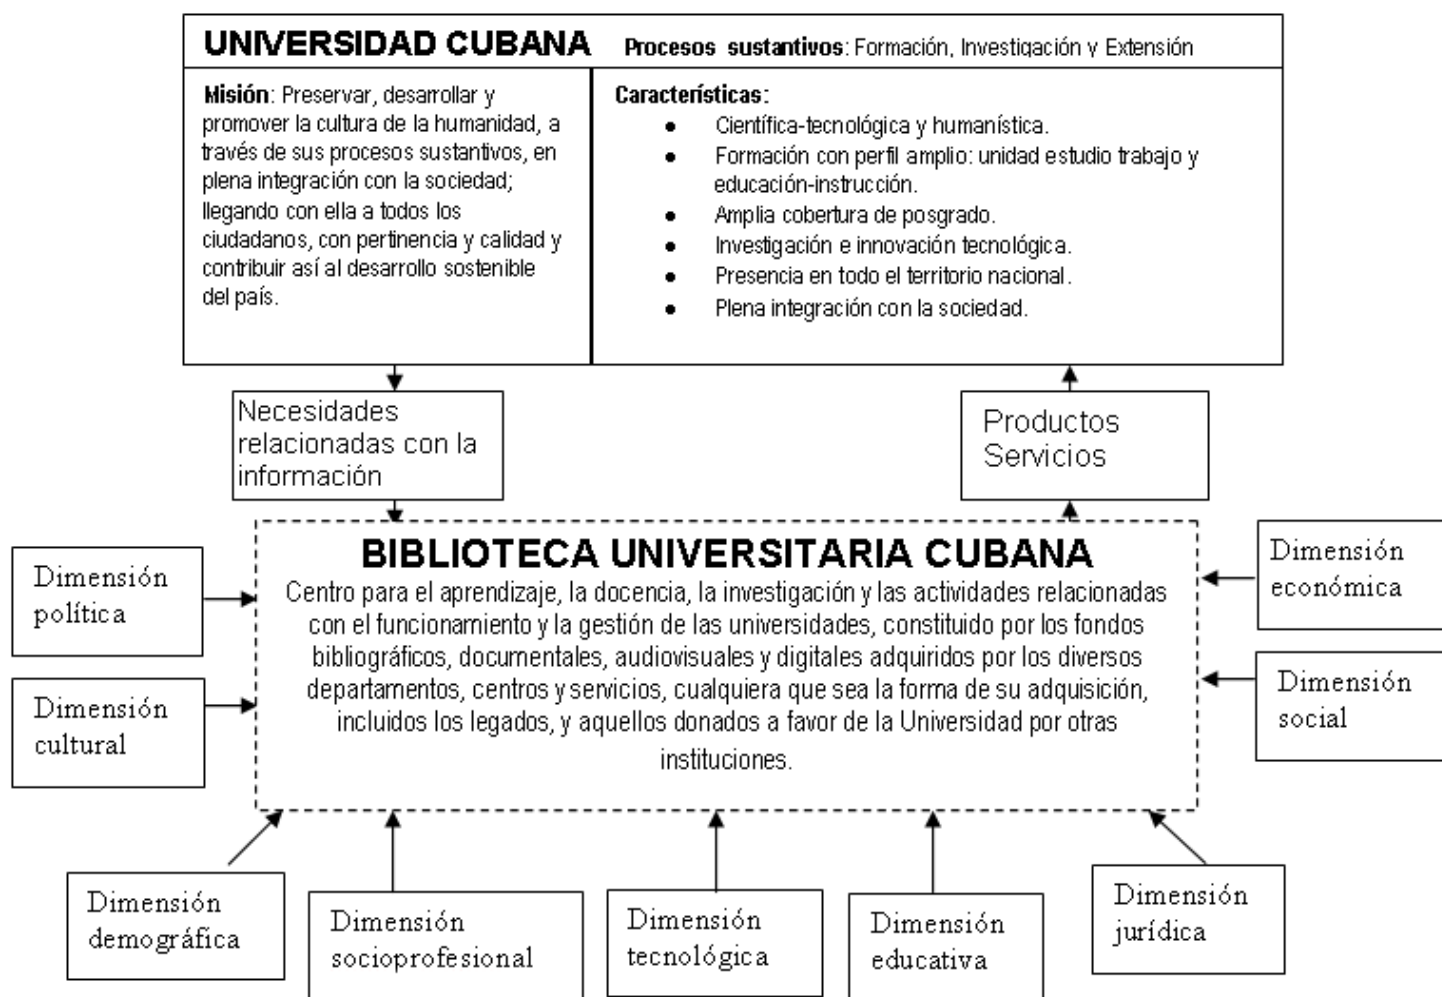 UNIVERSIDAD CUBANA Procesos sustantivos: Formación, Investigación y Extensión
Misión: Preservar, desarrollar y
promover la cultura de la humanidad, a
través de sus procesos sustantivos, en
plena integración con la sociedad;
llegando con ella a todos los
ciudadanos, con pertinencia y calidad y
contribuir así al desarrollo sostenible
del país.
Características:
● Científica-tecnológica y humanística.
● Formación con perfil amplio: unidad estudio trabajo y
educación-instrucción.
● Amplia cobertura de posgrado.
● Investigación e innovación tecnológica.
● Presencia en todo el territorio nacional.
● Plena integración con la sociedad.
Necesidades
relacionadas con la
información
Productos
Servicios
BIBLIOTECA UNIVERSITARIA CUBANA
Centro para el aprendizaje, la docencia, la investigación y las actividades relacionadas
con el funcionamiento y la gestión de las universidades, constituido por los fondos
bibliográficos, documentales, audiovisuales y digitales adquiridos por los diversos
departamentos, centros y servicios, cualquiera que sea la forma de su adquisición,
incluidos los legados, y aquellos donados a favor de la Universidad por otras
instituciones.
Dimensión
política
Dimensión
cultural
Dimensión
económica
Dimensión
social
Dimensión
demográfica
Dimensión
socioprofesional
Dimensión
tecnológica
Dimensión
educativa
Dimensión
jurídica